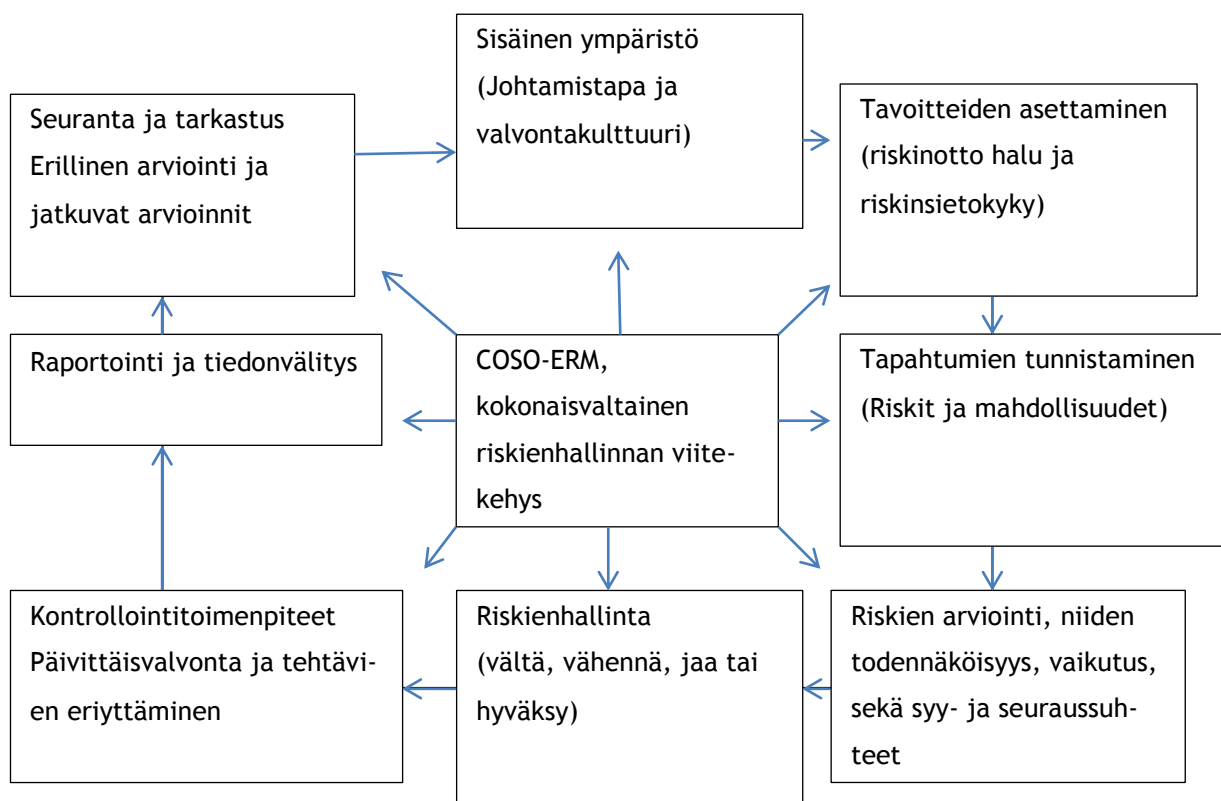 Sisäinen ympäristö
(Johtamistapa ja
valvontakulttuuri)
Tavoitteiden asettaminen
(riskinotto halu ja
riskinsietokyky)
Seuranta ja tarkastus
Erillinen arviointi ja
jatkuvat arvioinnit
Raportointi ja tiedonvälitys
COSO-ERM,
kokonaisvaltainen
riskienhallinnan viite-
kehys
Tapahtumien tunnistaminen
(Riskit ja mahdollisuudet)
Kontrollointitoimenpiteet
Päivittäisvalvonta ja tehtävi-
en eriyttäminen
Riskienhallinta
(vältä, vähennä, jaa tai
hyväksy)
Riskien arviointi, niiden
todennäköisyys, vaikutus,
sekä syy- ja seuraussuh-
teet